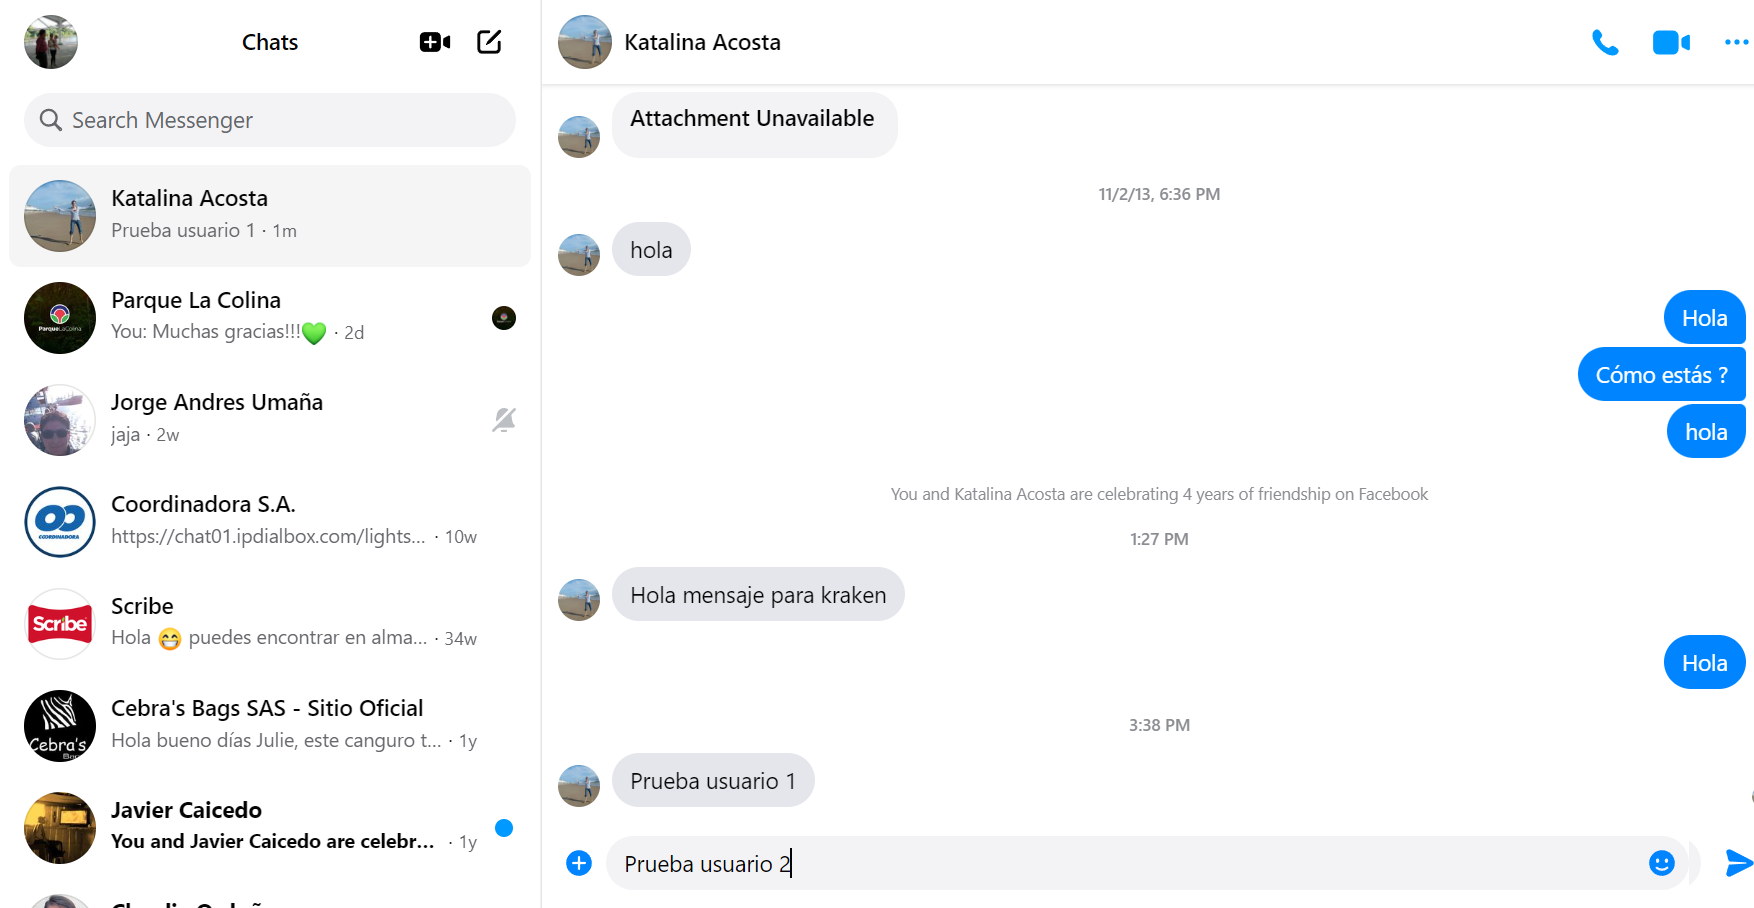 Chats
Search Messenger
Katalina Acosta
Prueba usuario 1 · 1m
Parque La Colina
ParqueLaColina
You: Muchas gracias!!!💚 · 2d
Jorge Andres Umaña
jaja · 2w
Coordinadora S.A.
COORDINADORA
https://chat01.ipdialbox.com/lights... · 10w
Scribe
Scribe
Hola 😁 puedes encontrar en alma... · 34w
Cebra's Bags SAS - Sitio Oficial
Cebra's
Hola bueno días Julie, este canguro t... · 1y
Javier Caicedo
You and Javier Caicedo are celebr... · 1y
Katalina Acosta
Attachment Unavailable
11/2/13, 6:36 PM
hola
Hola
Cómo estás ?
hola
You and Katalina Acosta are celebrating 4 years of friendship on Facebook
1:27 PM
Hola mensaje para kraken
Hola
3:38 PM
Prueba usuario 1
Prueba usuario 2